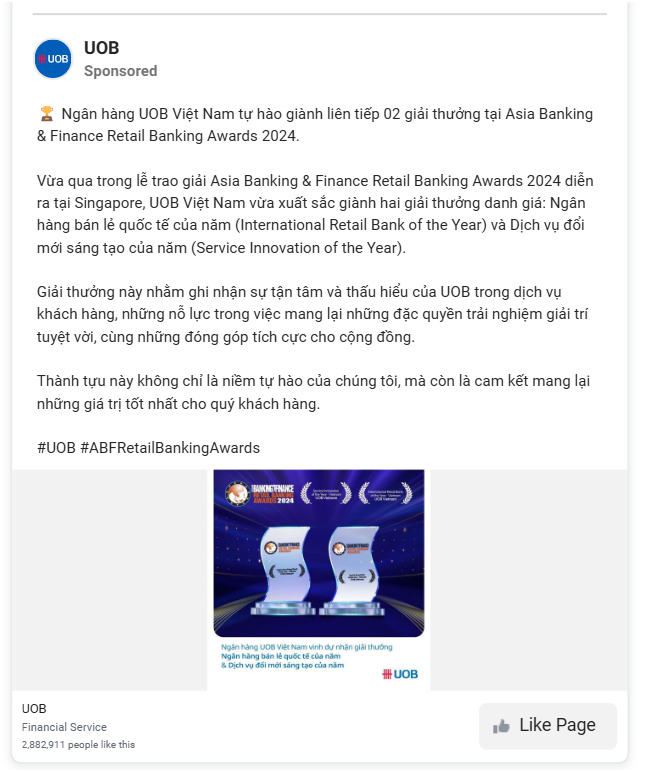 UOB
UOB
Sponsored
🏆 Ngân hàng UOB Việt Nam tự hào giành liên tiếp 02 giải thưởng tại Asia Banking
& Finance Retail Banking Awards 2024.
Vừa qua trong lễ trao giải Asia Banking & Finance Retail Banking Awards 2024 diễn
ra tại Singapore, UOB Việt Nam vừa xuất sắc giành hai giải thưởng danh giá: Ngân
hàng bán lẻ quốc tế của năm (International Retail Bank of the Year) và Dịch vụ đổi
mới sáng tạo của năm (Service Innovation of the Year).
Giải thưởng này nhằm ghi nhận sự tận tâm và thấu hiểu của UOB trong dịch vụ
khách hàng, những nỗ lực trong việc mang lại những đặc quyền trải nghiệm giải trí
tuyệt vời, cùng những đóng góp tích cực cho cộng đồng.
Thành tựu này không chỉ là niềm tự hào của chúng tôi, mà còn là cam kết mang lại
những giá trị tốt nhất cho quý khách hàng.
#UOB #ABFRetailBankingAwards
RETAIL BANKING
AWARDS 2024
Ngân hàng UOB Việt Nam vinh dự nhận giải thưởng
Ngân hàng bán lẻ quốc tế của năm
& Dịch vụ đổi mới sáng tạo của năm
UOB
UOB
Financial Service
2,882,911 people like this
Like Page